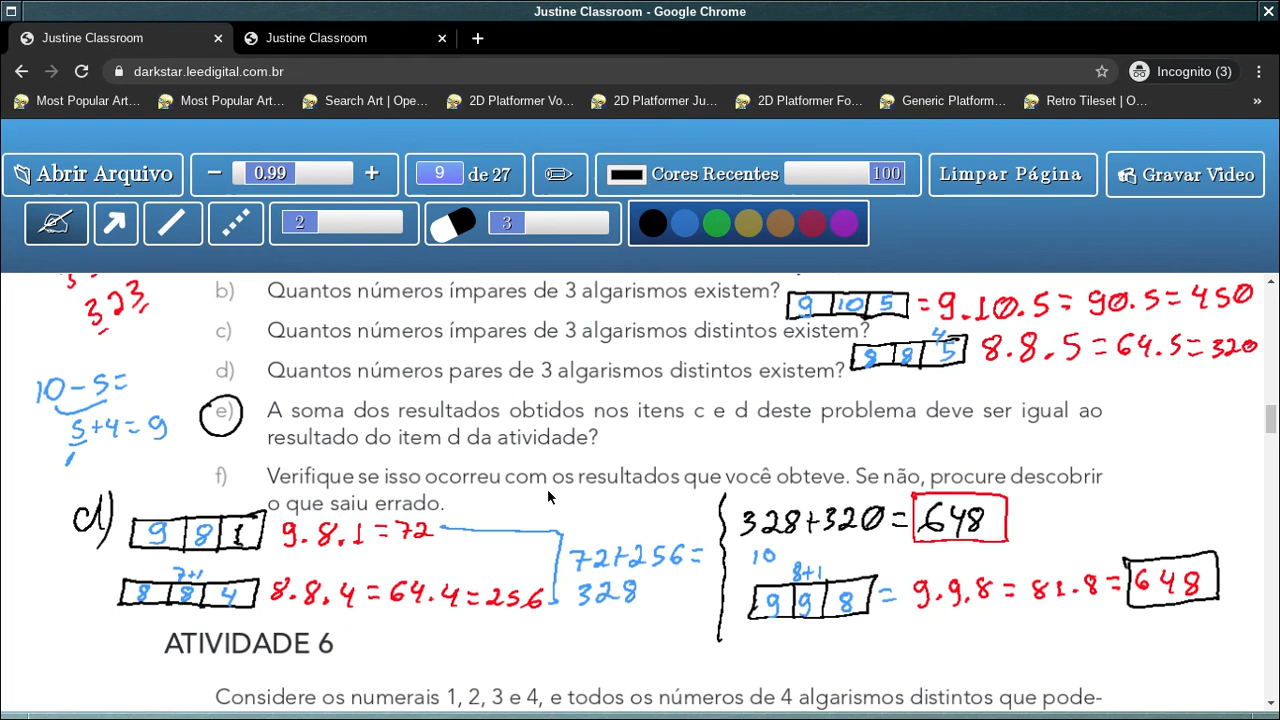 Justine Classroom - Google Chrome
Justine Classroom
Justine Classroom
darkstar.leedigital.com.br
Incognito (3)
Most Popular Art...
Most Popular Art...
Search Art | Ope...
2D Platformer Vo...
2D Platformer Ju...
2D Platformer Fo...
Generic Platform...
Retro Tileset | O...
»
Abrir Arquivo
− 0.99 +
9 de 27
Cores Recentes 100
Limpar Página
Gravar Video
2
3
323
b) Quantos números ímpares de 3 algarismos existem?
9 10 5 = 9.10.5 = 90.5 = 450
c) Quantos números ímpares de 3 algarismos distintos existem?
4
8 8 5 8.8.5 = 64.5 = 320
d) Quantos números pares de 3 algarismos distintos existem?
10 - 5 =
5+4 = 9
e) A soma dos resultados obtidos nos itens c e d deste problema deve ser igual ao
resultado do item d da atividade?
f) Verifique se isso ocorreu com os resultados que você obteve. Se não, procure descobrir
o que saiu errado.
d)
9 8 1 9.8.1 = 72
7+1
8 8 4 8.8.4 = 64.4 = 256
72+256 =
328
328+320 = 648
10 8+1
9 9 8 = 9.9.8 = 81.8 = 648
ATIVIDADE 6
Considere os numerais 1, 2, 3 e 4, e todos os números de 4 algarismos distintos que pode-